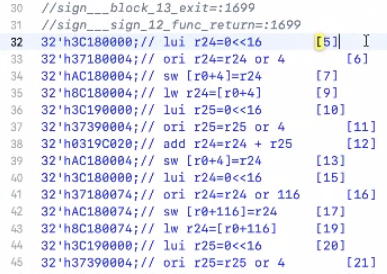 30 //sign___block_13_exit=:1699
31 //sign___sign_12_func_return=:1699
32 32'h3C180000;// lui r24=0<<16 [5]
33 32'h37180004;// ori r24=r24 or 4 [6]
34 32'hAC180004;// sw [r0+4]=r24 [7]
35 32'h8C180004;// lw r24=[r0+4] [9]
36 32'h3C190000;// lui r25=0<<16 [10]
37 32'h37390004;// ori r25=r25 or 4 [11]
38 32'h0319C020;// add r24=r24 + r25 [12]
39 32'hAC180004;// sw [r0+4]=r24 [13]
40 32'h3C180000;// lui r24=0<<16 [15]
41 32'h37180074;// ori r24=r24 or 116 [16]
42 32'hAC180074;// sw [r0+116]=r24 [17]
43 32'h8C180074;// lw r24=[r0+116] [19]
44 32'h3C190000;// lui r25=0<<16 [20]
45 32'h37390004;// ori r25=r25 or 4 [21]